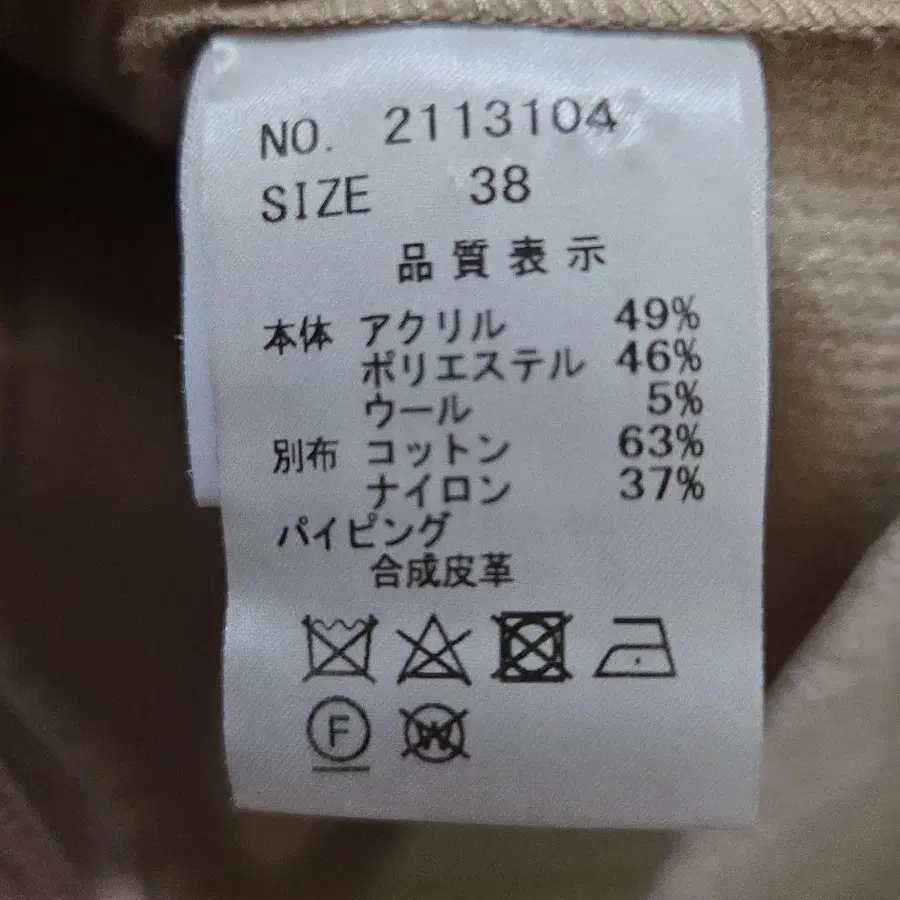 NO. 2113104
SIZE 38
品質表示
本体 アクリル 49%
ポリエステル 46%
ウール 5%
別布 コットン 63%
ナイロン 37%
パイピング
合成皮革
F W